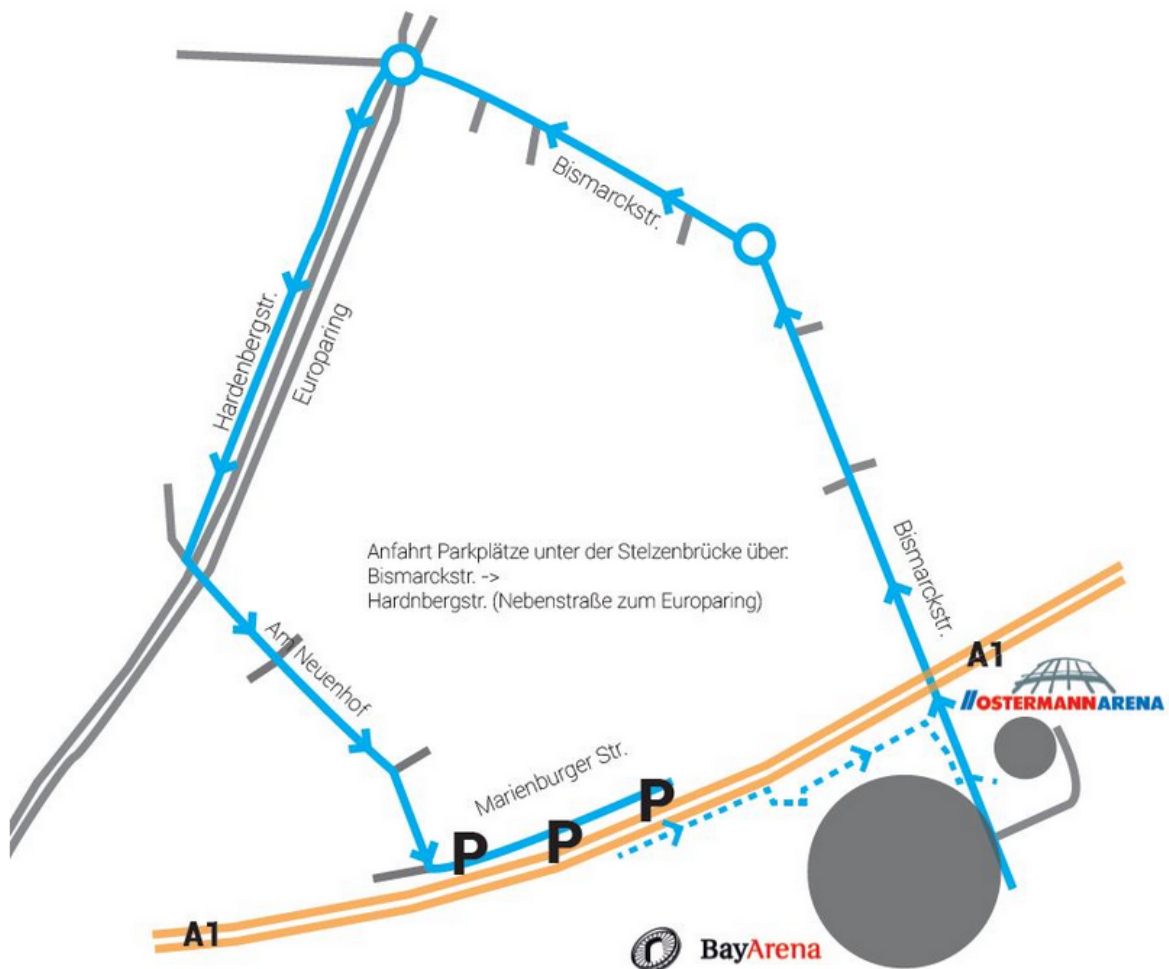 Bismarckstr.
Hardenbergstr.
Europaring
Anfahrt Parkplätze unter der Stelzenbrücke über:
Bismarckstr. ->
Hardnbergstr. (Nebenstraße zum Europaring)
Bismarckstr.
Am Neuenhof
A1
OSTERMANNARENA
Marienburger Str.
P
P
P
A1
BayArena